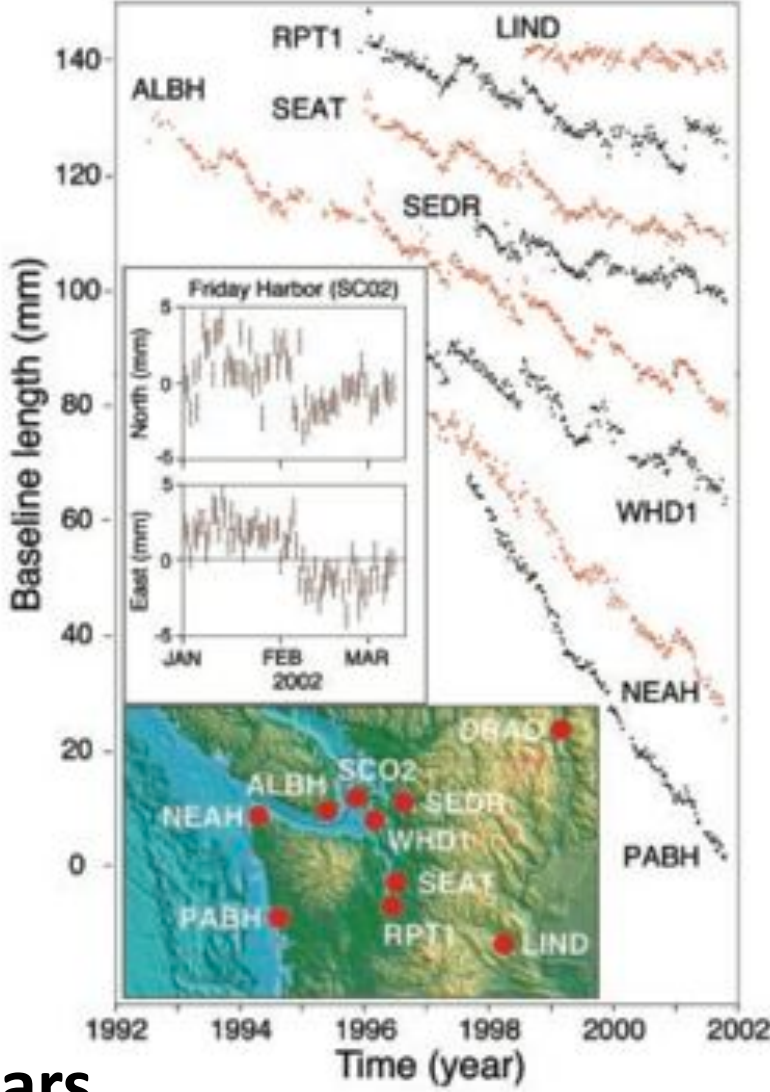 RPT1
LIND
140
ALBH
SEAT
120
SEDR
100
Friday Harbor (SC02)
5
North (mm)
0
-5
80
5
East (mm)
0
-5
WHD1
60
JAN FEB MAR
2002
40
NEAH
20
DRAO
ALBH SCO2
SEDR
NEAH
WHD1
0
PABH
SEAT
PABH
RPT1
LIND
Baseline length (mm)
1992 1994 1996 1998 2000 2002
Time (year)